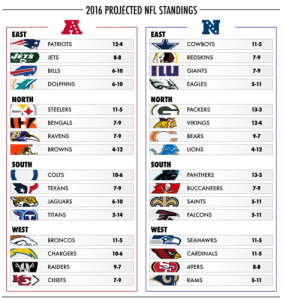 2016 PROJECTED NFL STANDINGS
A
EAST
PATRIOTS 12-4
JETS 8-8
BILLS 6-10
DOLPHINS 6-10
NORTH
STEELERS 11-5
BENGALS 7-9
RAVENS 7-9
BROWNS 4-12
SOUTH
COLTS 10-6
TEXANS 7-9
JAGUARS 6-10
TITANS 2-14
WEST
BRONCOS 11-5
CHARGERS 10-6
RAIDERS 9-7
CHIEFS 7-9
N
EAST
COWBOYS 11-5
REDSKINS 7-9
GIANTS 7-9
EAGLES 5-11
NORTH
PACKERS 13-3
VIKINGS 12-4
BEARS 9-7
LIONS 4-12
SOUTH
PANTHERS 13-3
BUCCANEERS 7-9
SAINTS 5-11
FALCONS 5-11
WEST
SEAHAWKS 11-5
CARDINALS 11-5
49ERS 8-8
RAMS 5-11